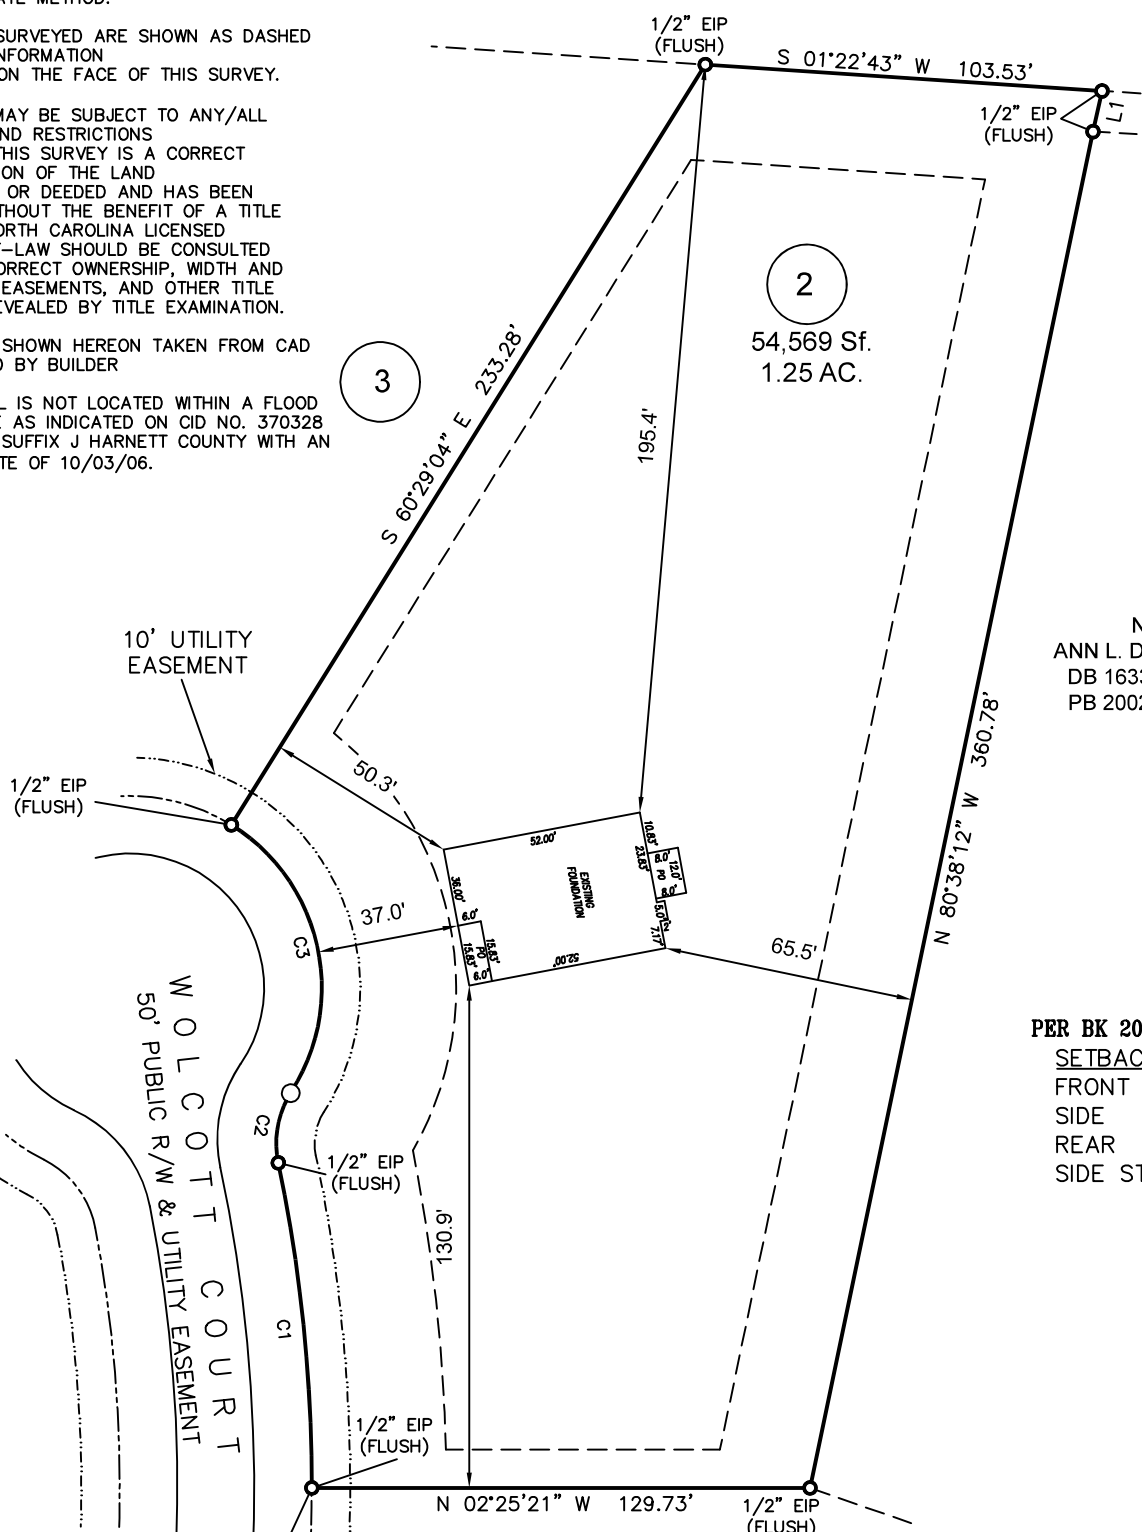 ATE METHOD.
SURVEYED ARE SHOWN AS DASHED
NFORMATION
ON THE FACE OF THIS SURVEY.
MAY BE SUBJECT TO ANY/ALL
ND RESTRICTIONS
THIS SURVEY IS A CORRECT
ON OF THE LAND
OR DEEDED AND HAS BEEN
THOUT THE BENEFIT OF A TITLE
ORTH CAROLINA LICENSED
-LAW SHOULD BE CONSULTED
ORRECT OWNERSHIP, WIDTH AND
EASEMENTS, AND OTHER TITLE
EVEALED BY TITLE EXAMINATION.
SHOWN HEREON TAKEN FROM CAD
D BY BUILDER
L IS NOT LOCATED WITHIN A FLOOD
E AS INDICATED ON CID NO. 370328
SUFFIX J HARNETT COUNTY WITH AN
TE OF 10/03/06.
1/2" EIP
(FLUSH)
S 01°22'43" W 103.53'
1/2" EIP
(FLUSH)
L1
2
54,569 Sf.
1.25 AC.
3
S 60°29'04" E 233.28'
195.4'
10' UTILITY
EASEMENT
1/2" EIP
(FLUSH)
50.3'
N
ANN L. D
DB 1633
PB 2002
N 80°38'12" W 360.78'
52.00'
10.83'
23.83'
8.0'
12.0'
PO
8.0'
5.0'
2'
7.17'
EXISTING
FOUNDATION
36.00'
6.0'
15.83'
PO
15.83'
6.0'
52.00'
37.0'
65.5'
C3
C2
C1
1/2" EIP
(FLUSH)
130.9'
WOLCOTT COURT
50' PUBLIC R/W & UTILITY EASEMENT
PER BK 20
SETBAC
FRONT
SIDE
REAR
SIDE ST
1/2" EIP
(FLUSH)
N 02°25'21" W 129.73'
1/2" EIP
(FLUSH)